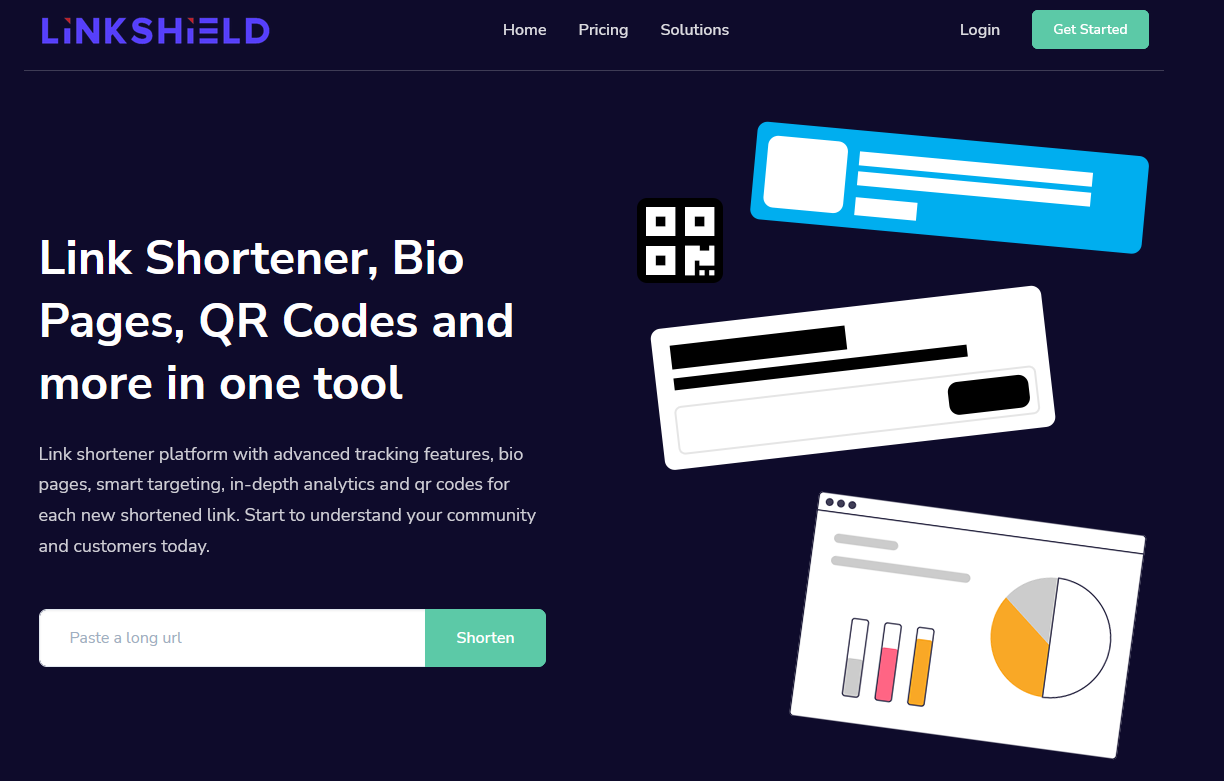 LiNKSHiELD
Home
Pricing
Solutions
Login
Get Started
Link Shortener, Bio
Pages, QR Codes and
more in one tool
Link shortener platform with advanced tracking features, bio
pages, smart targeting, in-depth analytics and qr codes for
each new shortened link. Start to understand your community
and customers today.
Paste a long url
Shorten